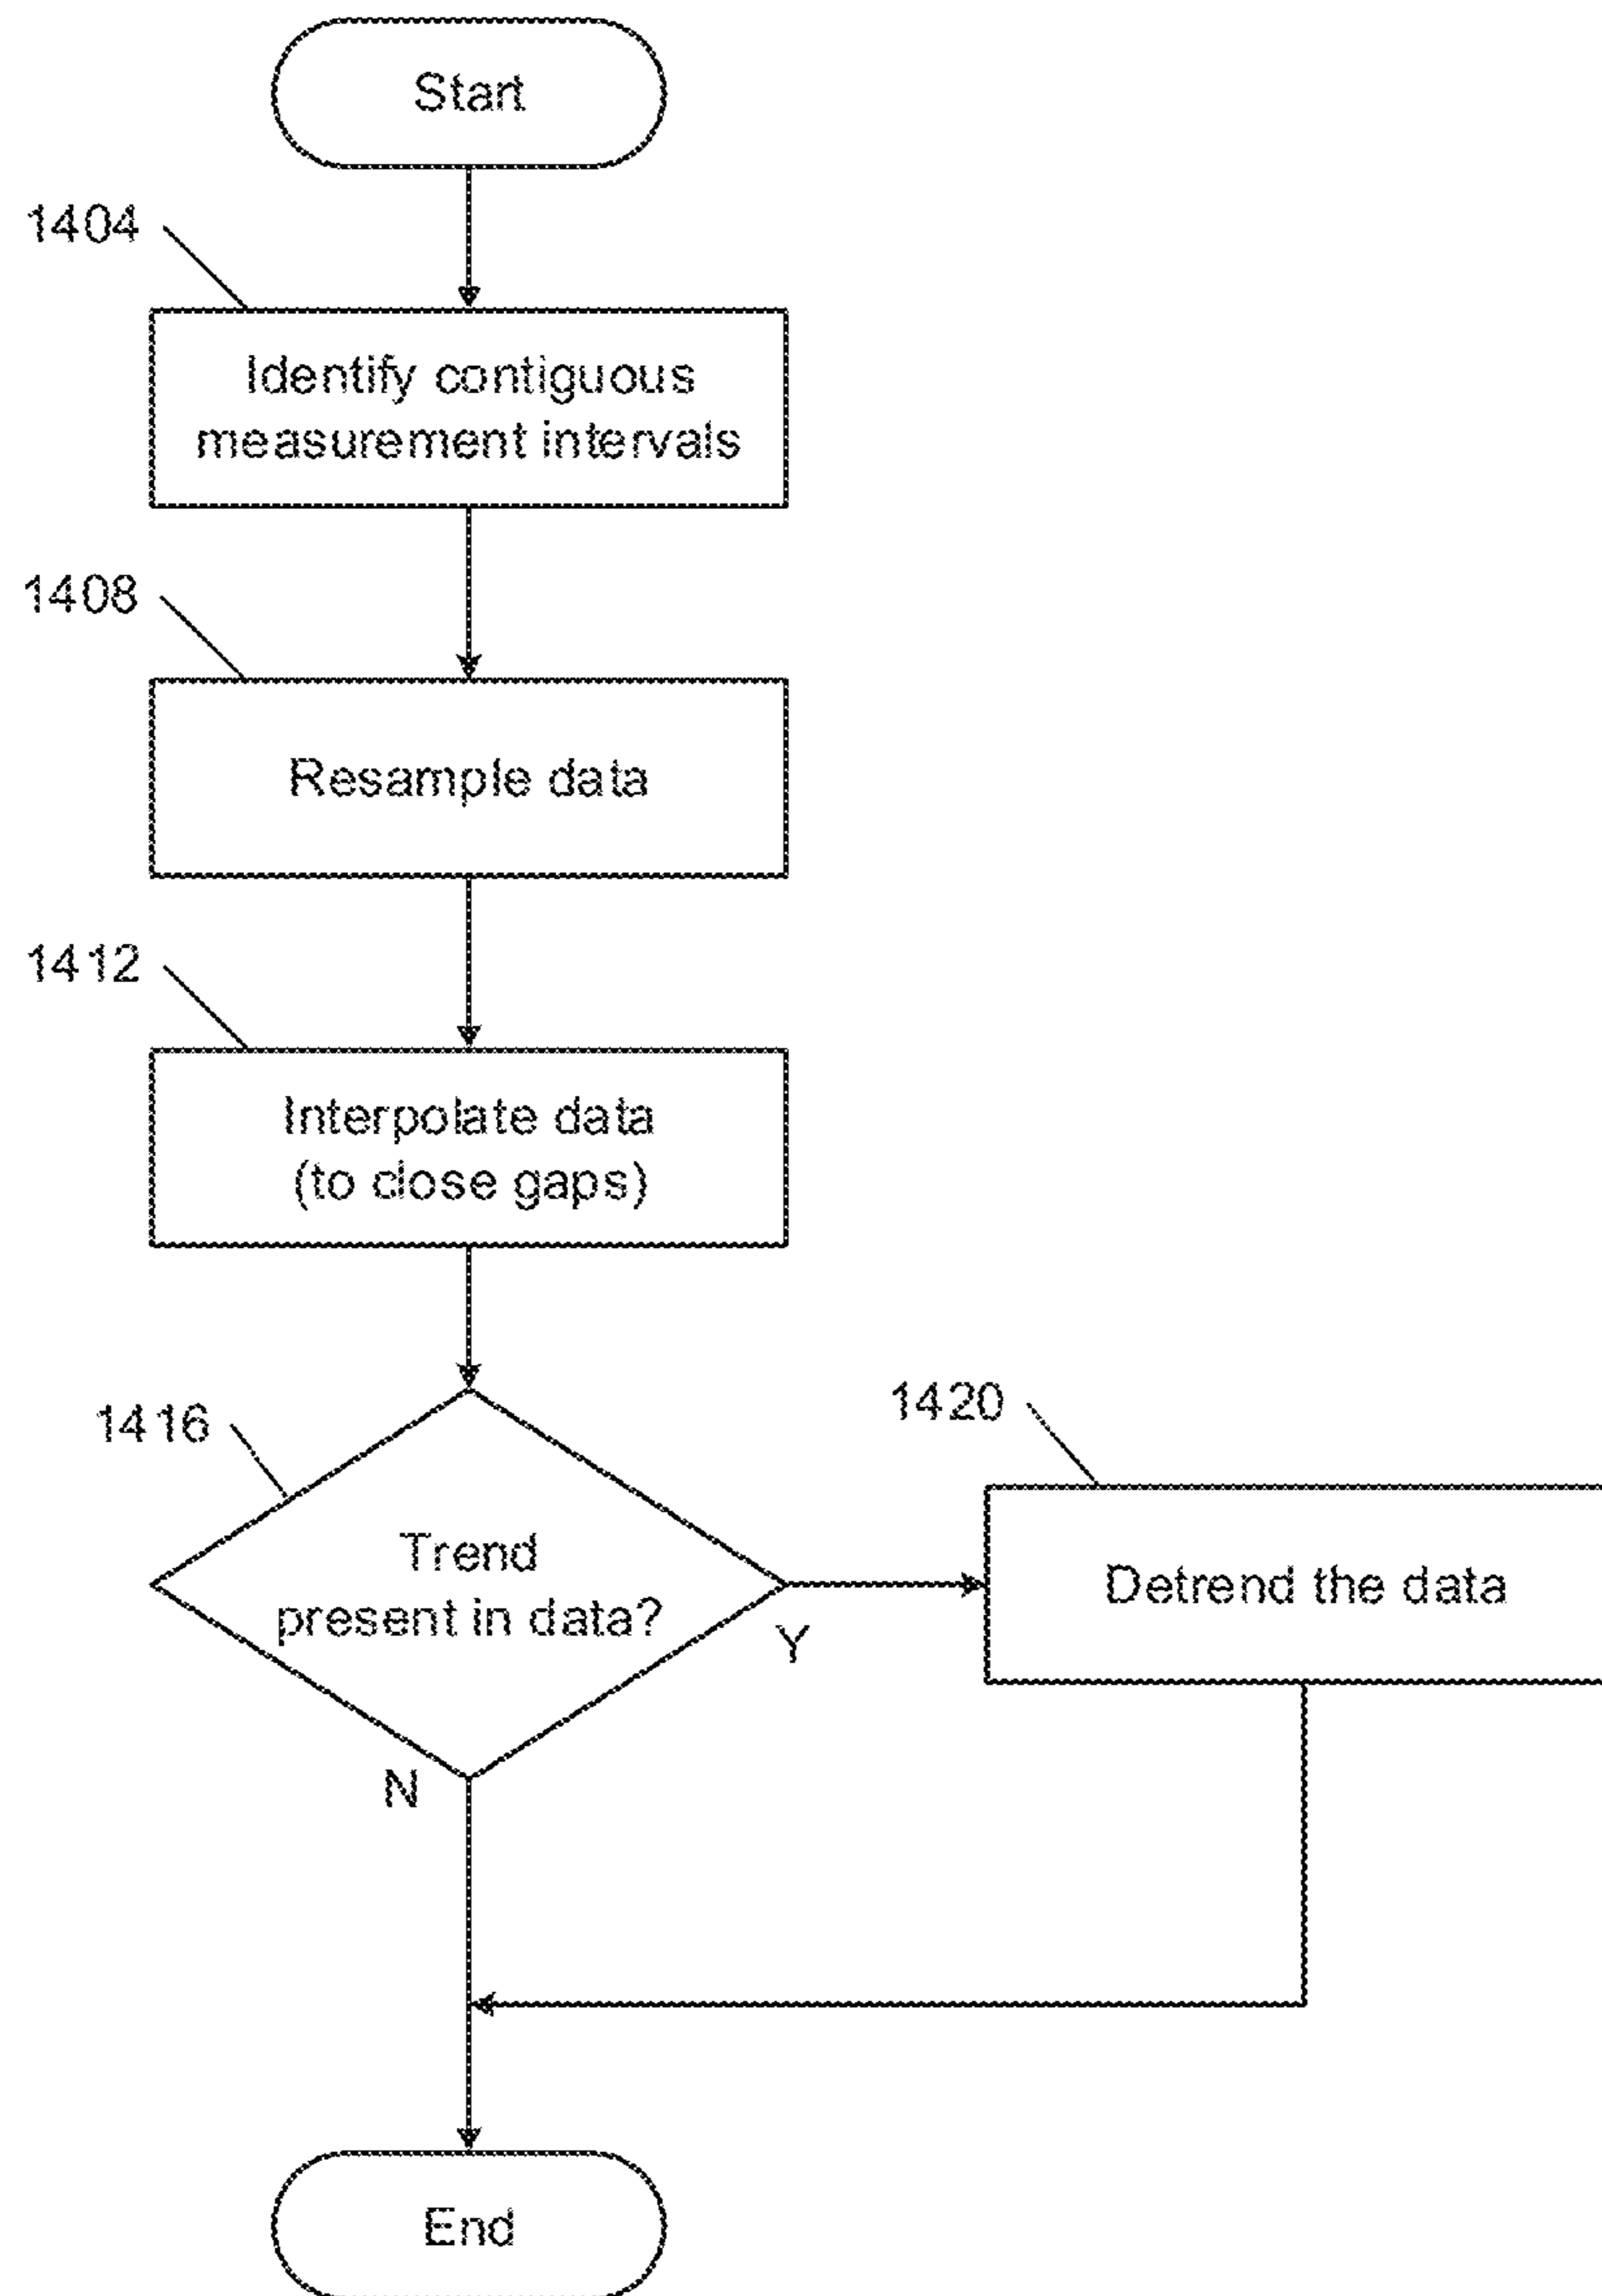 Start
1404
Identify contiguous
measurement intervals
1408
Resample data
1412
Interpolate data
(to close gaps)
1416
Trend
present in data?
Y
1420
Detrend the data
N
End